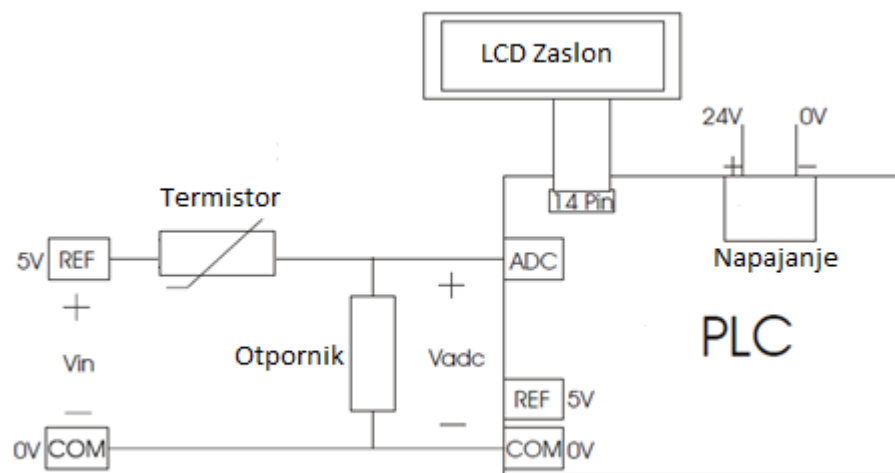 LCD Zaslon
24V
0V
+
−
14 Pin
Napajanje
Termistor
5V REF
ADC
+
+
PLC
Vin
Otpornik
Vadc
REF 5V
−
−
0V COM
COM 0V